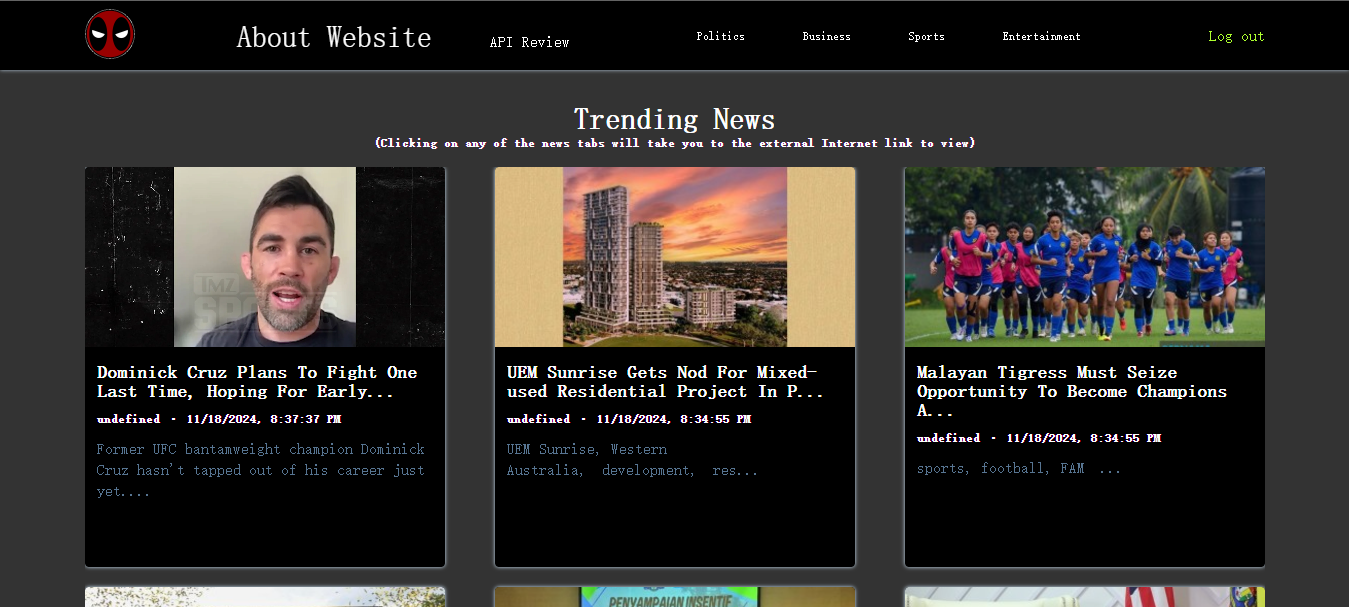 About Website
API Review
Politics
Business
Sports
Entertainment
Log out
Trending News
(Clicking on any of the news tabs will take you to the external Internet link to view)
TMZ
SPORTS
Dominick Cruz Plans To Fight One
Last Time, Hoping For Early...
undefined · 11/18/2024, 8:37:37 PM
Former UFC bantamweight champion Dominick
Cruz hasn't tapped out of his career just
yet....
UEM Sunrise Gets Nod For Mixed-
used Residential Project In P...
undefined · 11/18/2024, 8:34:55 PM
UEM Sunrise, Western
Australia, development, res...
Malayan Tigress Must Seize
Opportunity To Become Champions
A...
undefined · 11/18/2024, 8:34:55 PM
sports, football, FAM ...
PENYAMPAIAN INSENTIF